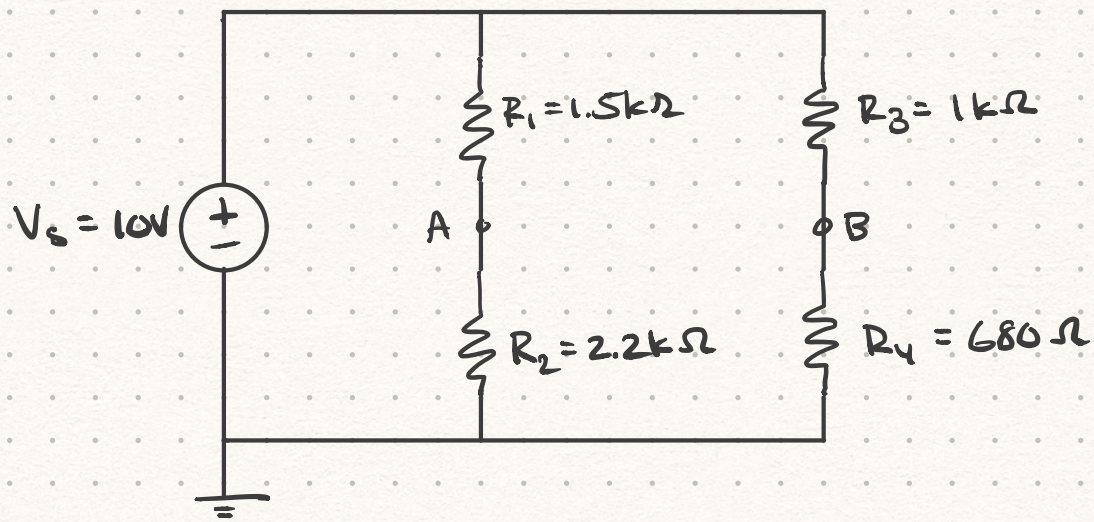 R₁ = 1.5kΩ
R₃ = 1kΩ
Vₛ = 10V
+
−
A
B
R₂ = 2.2kΩ
R₄ = 680Ω